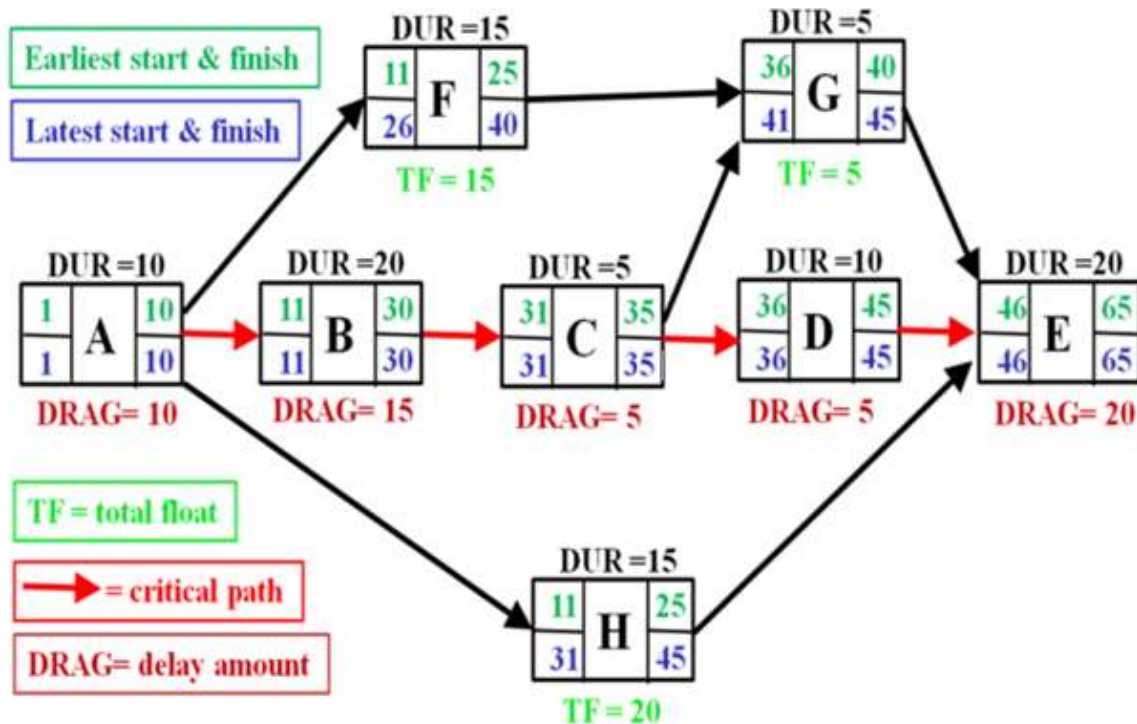 Earliest start & finish
Latest start & finish
DUR =15
11 F 25
26 40
TF = 15
DUR =5
36 G 40
41 45
TF = 5
DUR =10
1 A 10
1 10
DRAG= 10
DUR =20
11 B 30
11 30
DRAG= 15
DUR =5
31 C 35
31 35
DRAG= 5
DUR =10
36 D 45
36 45
DRAG= 5
DUR =20
46 E 65
46 65
DRAG= 20
TF = total float
= critical path
DRAG= delay amount
DUR =15
11 H 25
31 45
TF = 20